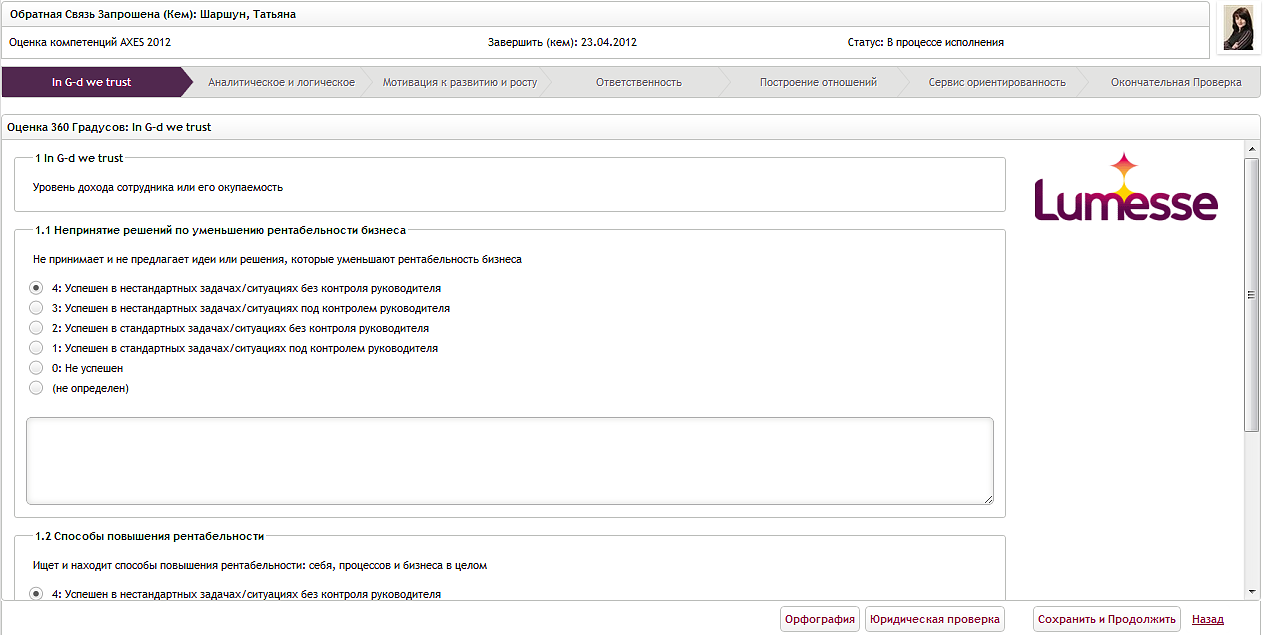 Обратная Связь Запрошена (Кем): Шаршун, Татьяна
Оценка компетенций AXES 2012 Завершить (кем): 23.04.2012 Статус: В процессе исполнения
In G-d we trust Аналитическое и логическое Мотивация к развитию и росту Ответственность Построение отношений Сервис ориентированность Окончательная Проверка
Оценка 360 Градусов: In G-d we trust
1 In G-d we trust
Уровень дохода сотрудника или его окупаемость
Lumesse
1.1 Непринятие решений по уменьшению рентабельности бизнеса
Не принимает и не предлагает идеи или решения, которые уменьшают рентабельность бизнеса
4: Успешен в нестандартных задачах/ситуациях без контроля руководителя
3: Успешен в нестандартных задачах/ситуациях под контролем руководителя
2: Успешен в стандартных задачах/ситуациях без контроля руководителя
1: Успешен в стандартных задачах/ситуациях под контролем руководителя
0: Не успешен
(не определен)
1.2 Способы повышения рентабельности
Ищет и находит способы повышения рентабельности: себя, процессов и бизнеса в целом
4: Успешен в нестандартных задачах/ситуациях без контроля руководителя
Орфография Юридическая проверка Сохранить и Продолжить Назад